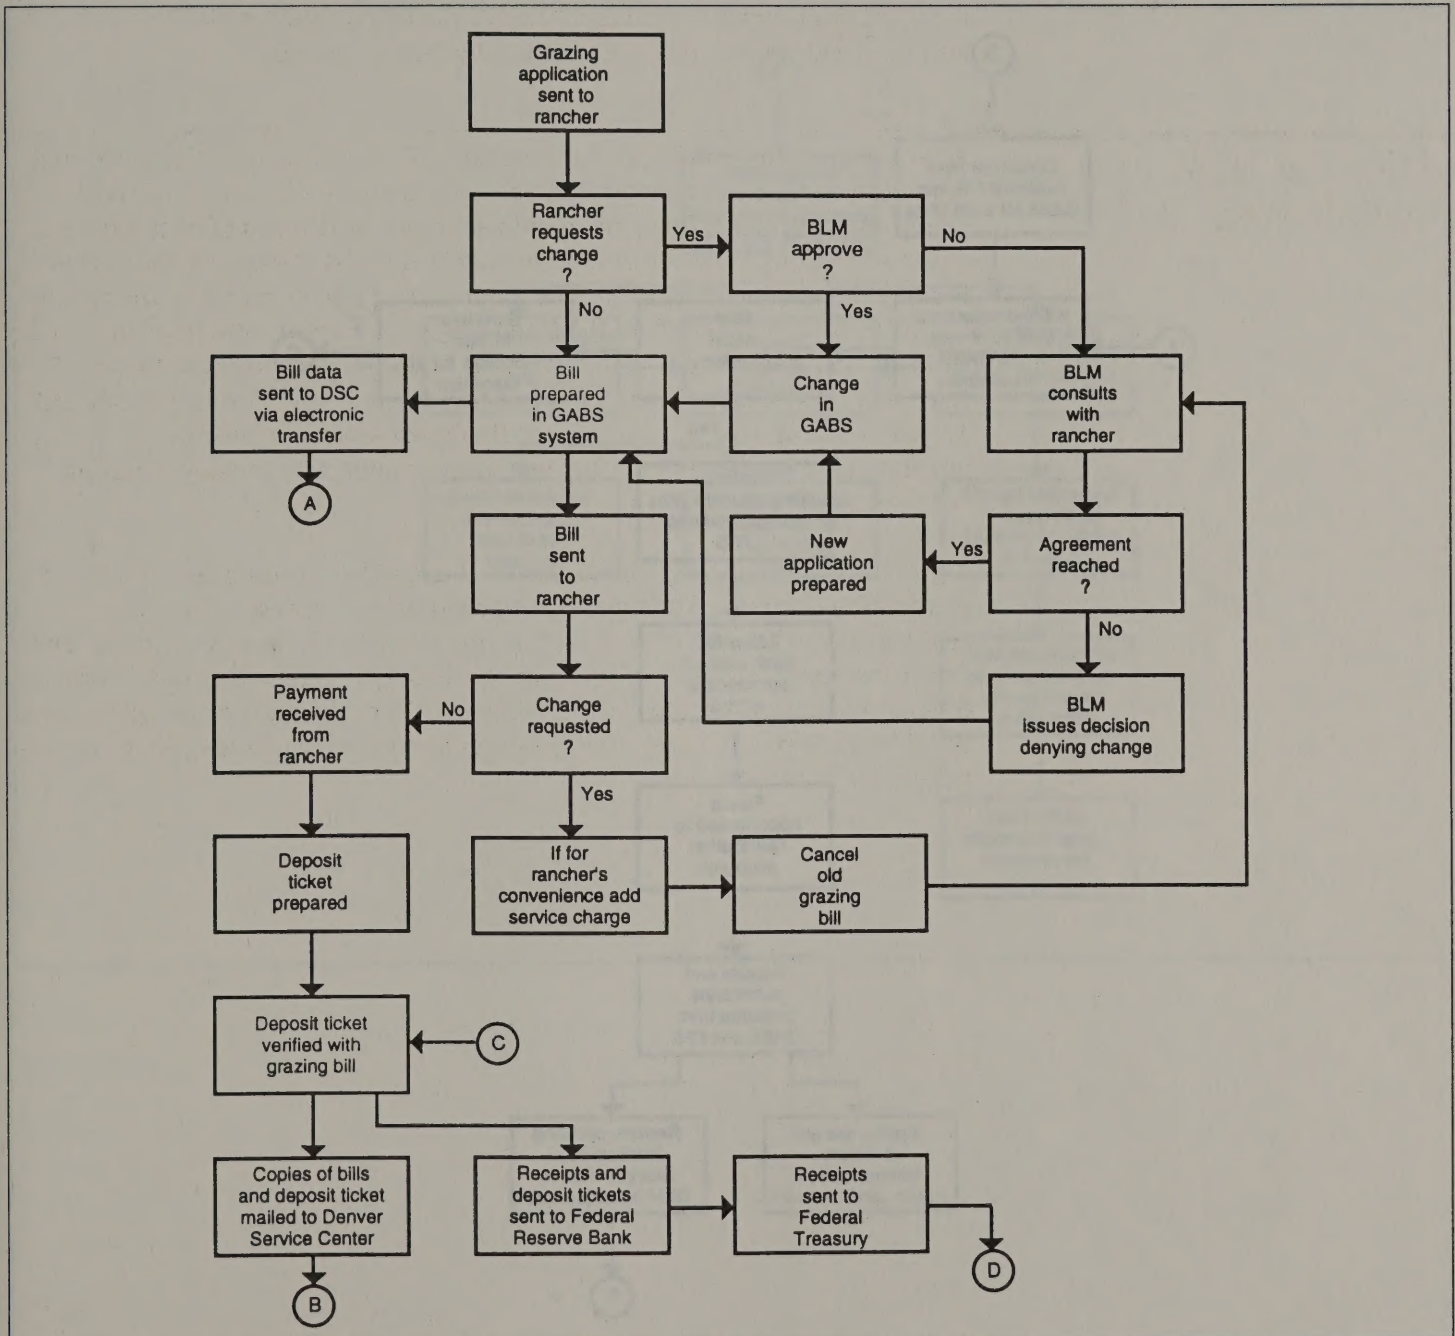 Grazing
application
sent to
rancher
Rancher
requests
change
?
Yes
BLM
approve
?
No
No
Yes
Bill data
sent to DSC
via electronic
transfer
Bill
prepared
in GABS
system
Change
in
GABS
BLM
consults
with
rancher
A
Bill
sent
to
rancher
New
application
prepared
Yes
Agreement
reached
?
No
Payment
received
from
rancher
No
Change
requested
?
BLM
issues decision
denying change
Yes
Deposit
ticket
prepared
If for
rancher's
convenience add
service charge
Cancel
old
grazing
bill
Deposit ticket
verified with
grazing bill
C
Copies of bills
and deposit ticket
mailed to Denver
Service Center
Receipts and
deposit tickets
sent to Federal
Reserve Bank
Receipts
sent to
Federal
Treasury
B
D